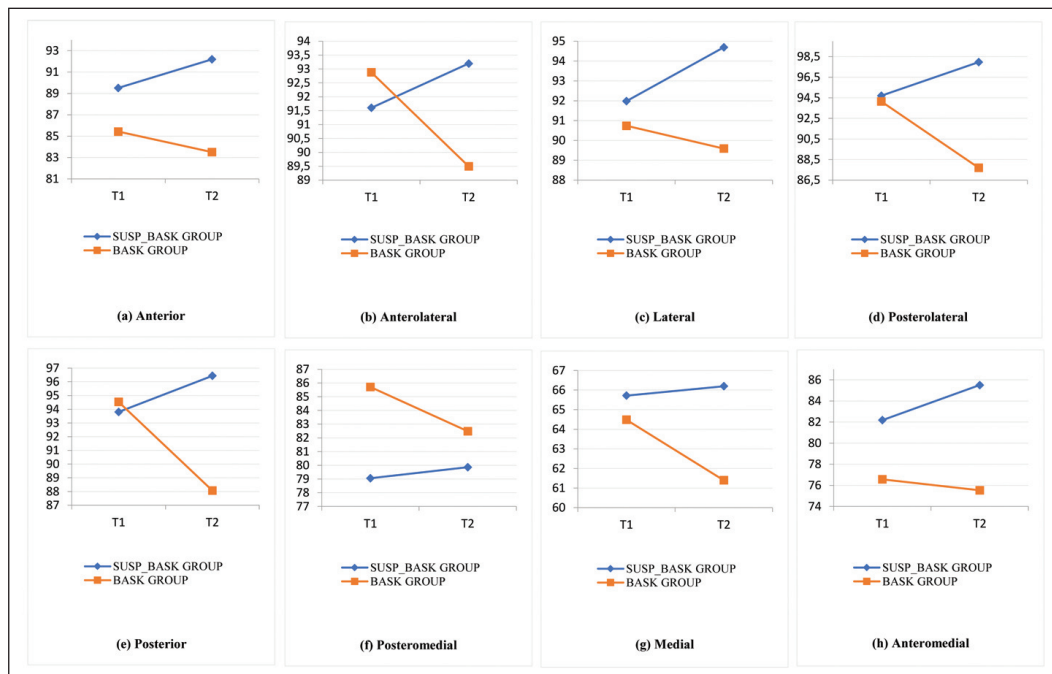 93
91
89
87
85
83
81
T1 T2
SUSP_BASK GROUP
BASK GROUP
(a) Anterior
94
93,5
93
92,5
92
91,5
91
90,5
90
89,5
89
T1 T2
SUSP_BASK GROUP
BASK GROUP
(b) Anterolateral
95
94
93
92
91
90
89
88
T1 T2
SUSP_BASK GROUP
BASK GROUP
(c) Lateral
98,5
96,5
94,5
92,5
90,5
88,5
86,5
T1 T2
SUSP_BASK GROUP
BASK GROUP
(d) Posterolateral
97
96
95
94
93
92
91
90
89
88
87
T1 T2
SUSP_BASK GROUP
BASK GROUP
(e) Posterior
87
86
85
84
83
82
81
80
79
78
77
T1 T2
SUSP_BASK GROUP
BASK GROUP
(f) Posteromedial
67
66
65
64
63
62
61
60
T1 T2
SUSP_BASK GROUP
BASK GROUP
(g) Medial
86
84
82
80
78
76
74
T1 T2
SUSP_BASK GROUP
BASK GROUP
(h) Anteromedial